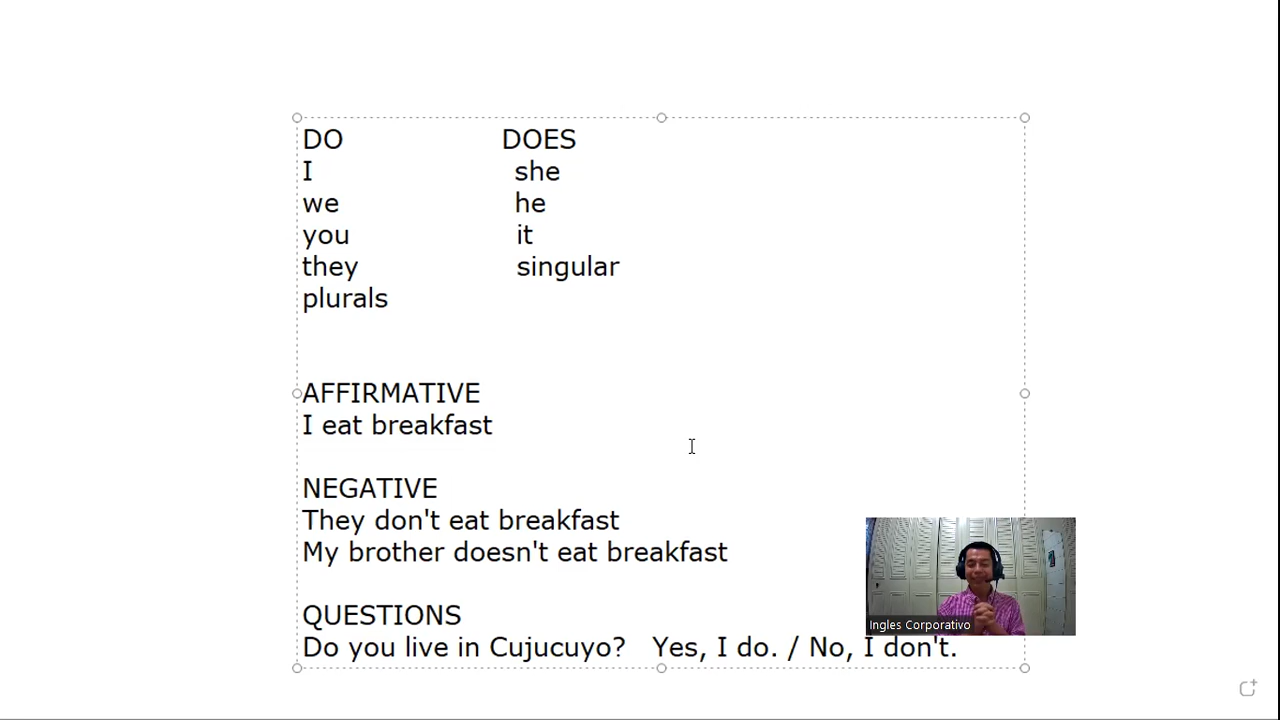 DO DOES
I she
we he
you it
they singular
plurals
AFFIRMATIVE
I eat breakfast
NEGATIVE
They don't eat breakfast
My brother doesn't eat breakfast
QUESTIONS
Do you live in Cujucuyo? Yes, I do. / No, I don't.
Ingles Corporativo